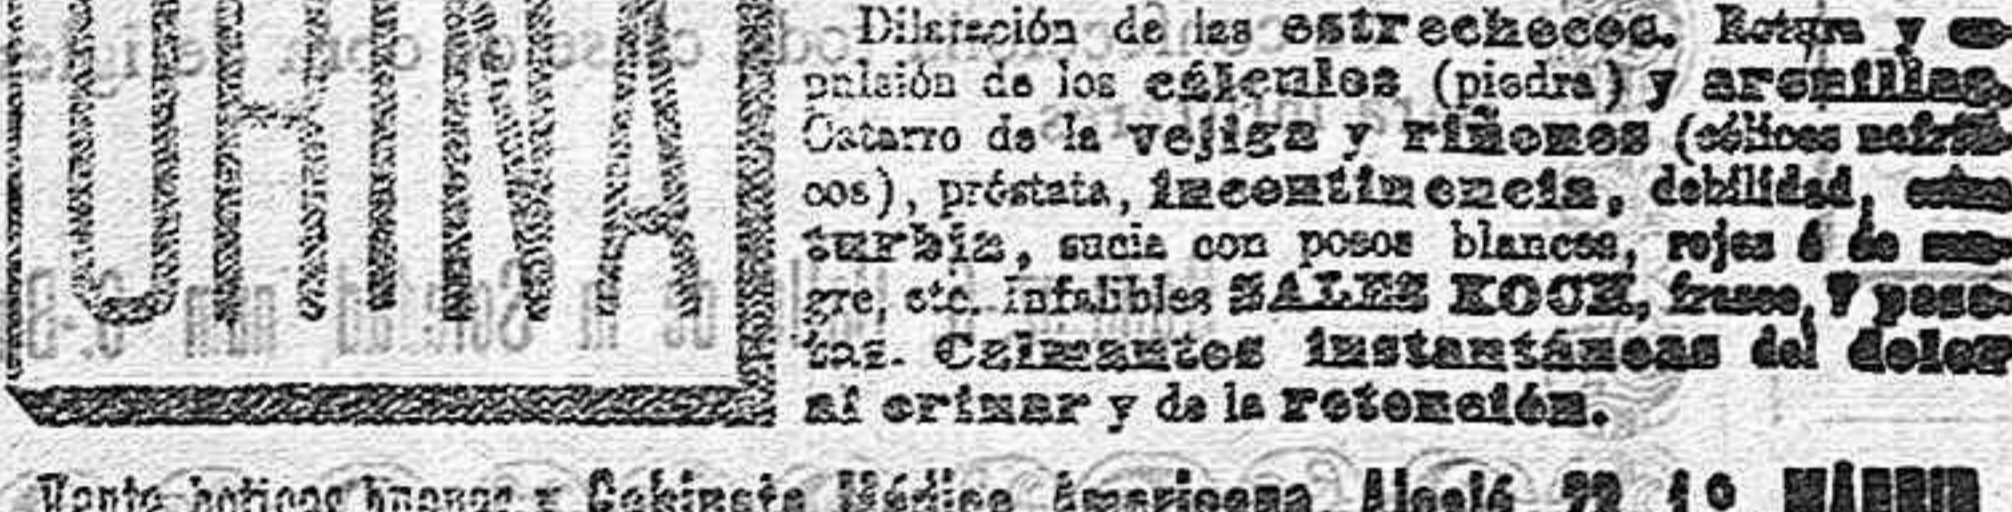 ORINA
Dilatación de las estrecheces. Rotura y ex-
pulsión de los cálculos (piedra) y arenillas.
Catarro de la vejiga y riñones (cólicos nefríti-
cos), próstata, incontinencia, debilidad,
turbia, sucia con posos blancos, rojos ó de san-
gre, etc. Infalibles SALES KOCH, frasco, 7 pese-
tas. Calmantes instantáneas del dolor
al orinar y de la retención.
Venta boticas buenas y Gabinete Médico Americano, Alcalá, 1.º MADRID